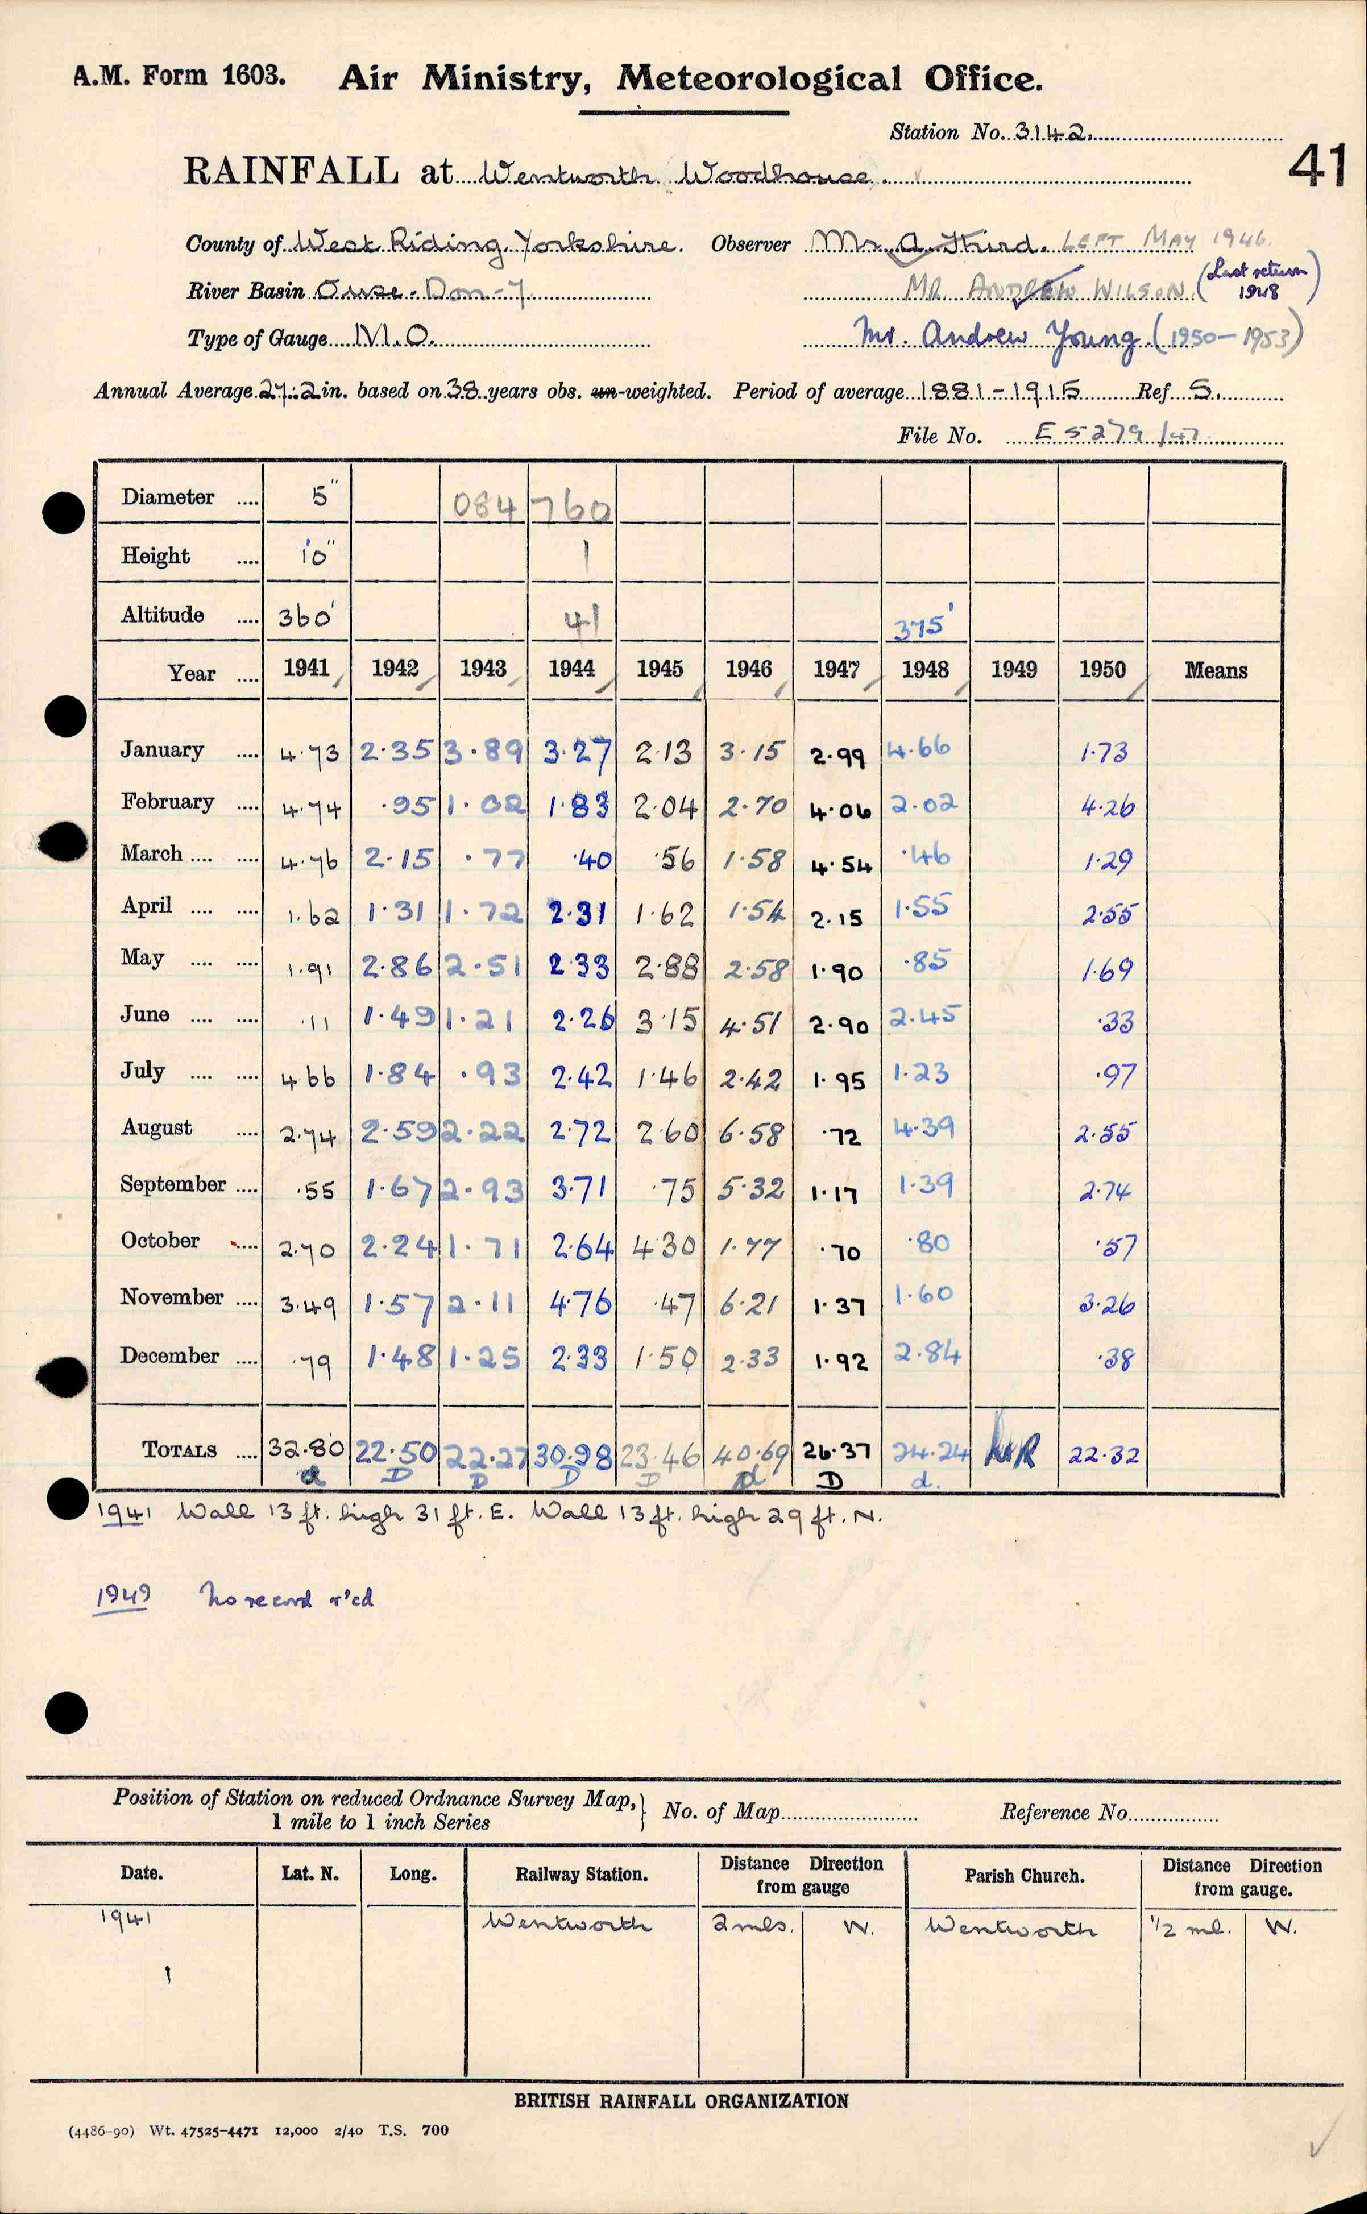 A.M. Form 1603. Air Ministry, Meteorological Office.
Station No. 3142.
41
RAINFALL at Wentworth Woodhouse.
County of West Riding, Yorkshire. Observer Mr. A. Third. LEFT MAY 1946.
River Basin Ouse - Don - 7 MR. ANDREW WILSON (Last return 1948)
Type of Gauge M.O. Mr. Andrew Young (1950-1953)
Annual Average 27.2 in. based on 38 years obs. un-weighted. Period of average 1881-1915 Ref S.
File No. E5279/47
Diameter .... 5" 084 760
Height .... 10" 1
Altitude .... 360' 41 375'
Year .... 1941 1942 1943 1944 1945 1946 1947 1948 1949 1950 Means
January .... 4.73 2.35 3.89 3.27 2.13 3.15 2.99 4.66 1.73
February .... 4.74 .95 1.02 1.83 2.04 2.70 4.06 2.02 4.26
March .... .... 4.76 2.15 .77 .40 .56 1.58 4.54 .46 1.29
April .... .... 1.62 1.31 1.72 2.31 1.62 1.54 2.15 1.55 2.55
May .... .... 1.91 2.86 2.51 2.33 2.88 2.58 1.90 .85 1.69
June .... .... .11 1.49 1.21 2.26 3.15 4.51 2.90 2.45 .33
July .... .... 4.66 1.84 .93 2.42 1.46 2.42 1.95 1.23 .97
August .... 2.74 2.59 2.22 2.72 2.60 6.58 .72 4.39 2.55
September .... .55 1.67 2.93 3.71 .75 5.32 1.17 1.39 2.74
October .... 2.70 2.24 1.71 2.64 4.30 1.77 .70 .80 .57
November .... 3.49 1.57 2.11 4.76 .47 6.21 1.37 1.60 3.26
December .... .79 1.48 1.25 2.33 1.50 2.33 1.92 2.84 .38
TOTALS .... 32.80 22.50 22.27 30.98 23.46 40.69 26.37 24.24 NR 22.32
d D D D D d D d.
1941 Wall 13 ft. high 31 ft. E. Wall 13 ft. high 29 ft. N.
1949 No record r'cd
Position of Station on reduced Ordnance Survey Map, } No. of Map Reference No.
1 mile to 1 inch Series
Date. Lat. N. Long. Railway Station. Distance Direction from gauge Parish Church. Distance Direction from gauge.
1941 Wentworth 2 mls. W. Wentworth 1/2 ml. W.
BRITISH RAINFALL ORGANIZATION
(4486-90) Wt. 47525-4471 12,000 2/40 T.S. 700